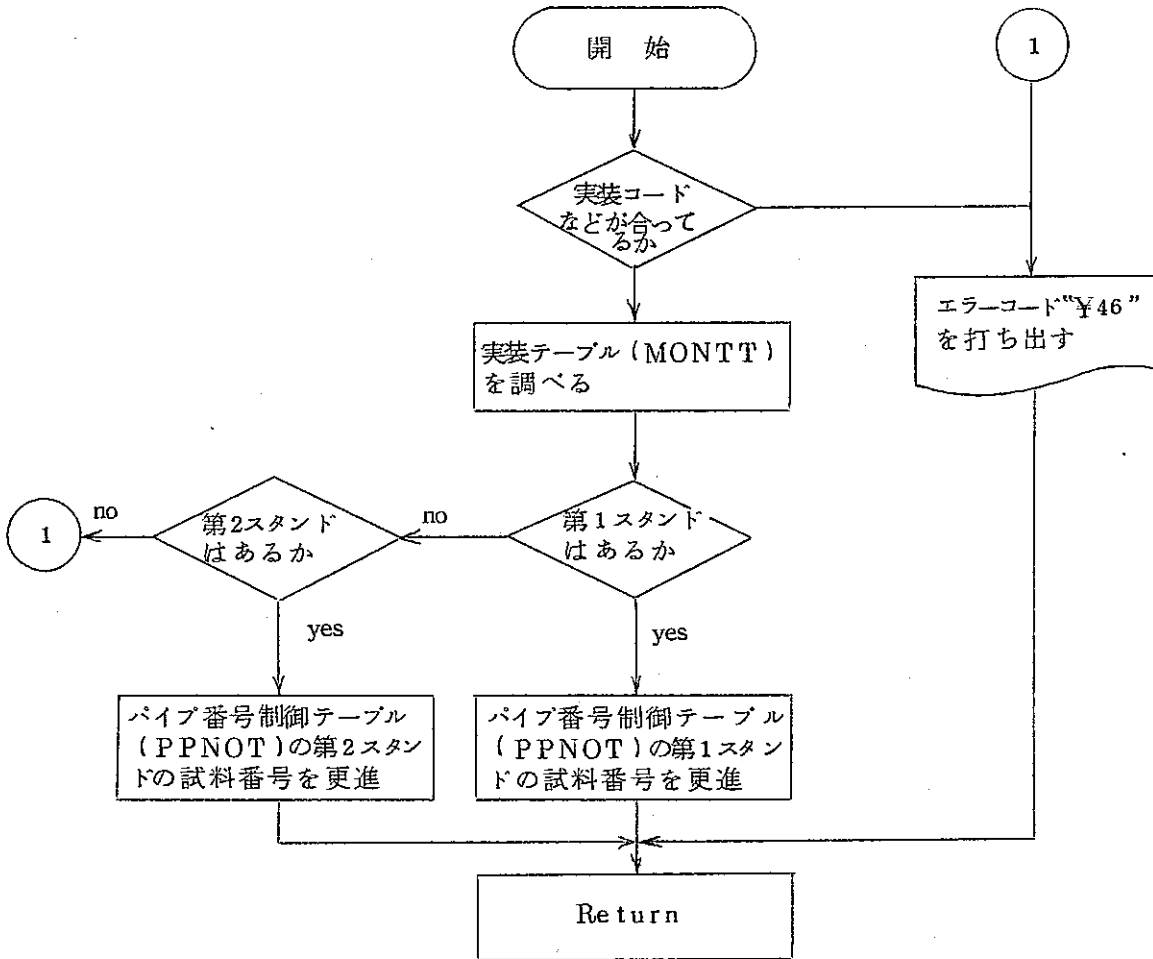 開 始
1
実装コード
などが合って
るか
エラーコード"¥46"
を打ち出す
実装テーブル(MONTT)
を調べる
no
1
第2スタンド
はあるか
no
第1スタンド
はあるか
yes
yes
パイプ番号制御テーブル
(PPNOT)の第2スタン
ドの試料番号を更進
パイプ番号制御テーブル
(PPNOT)の第1スタン
ドの試料番号を更進
Return